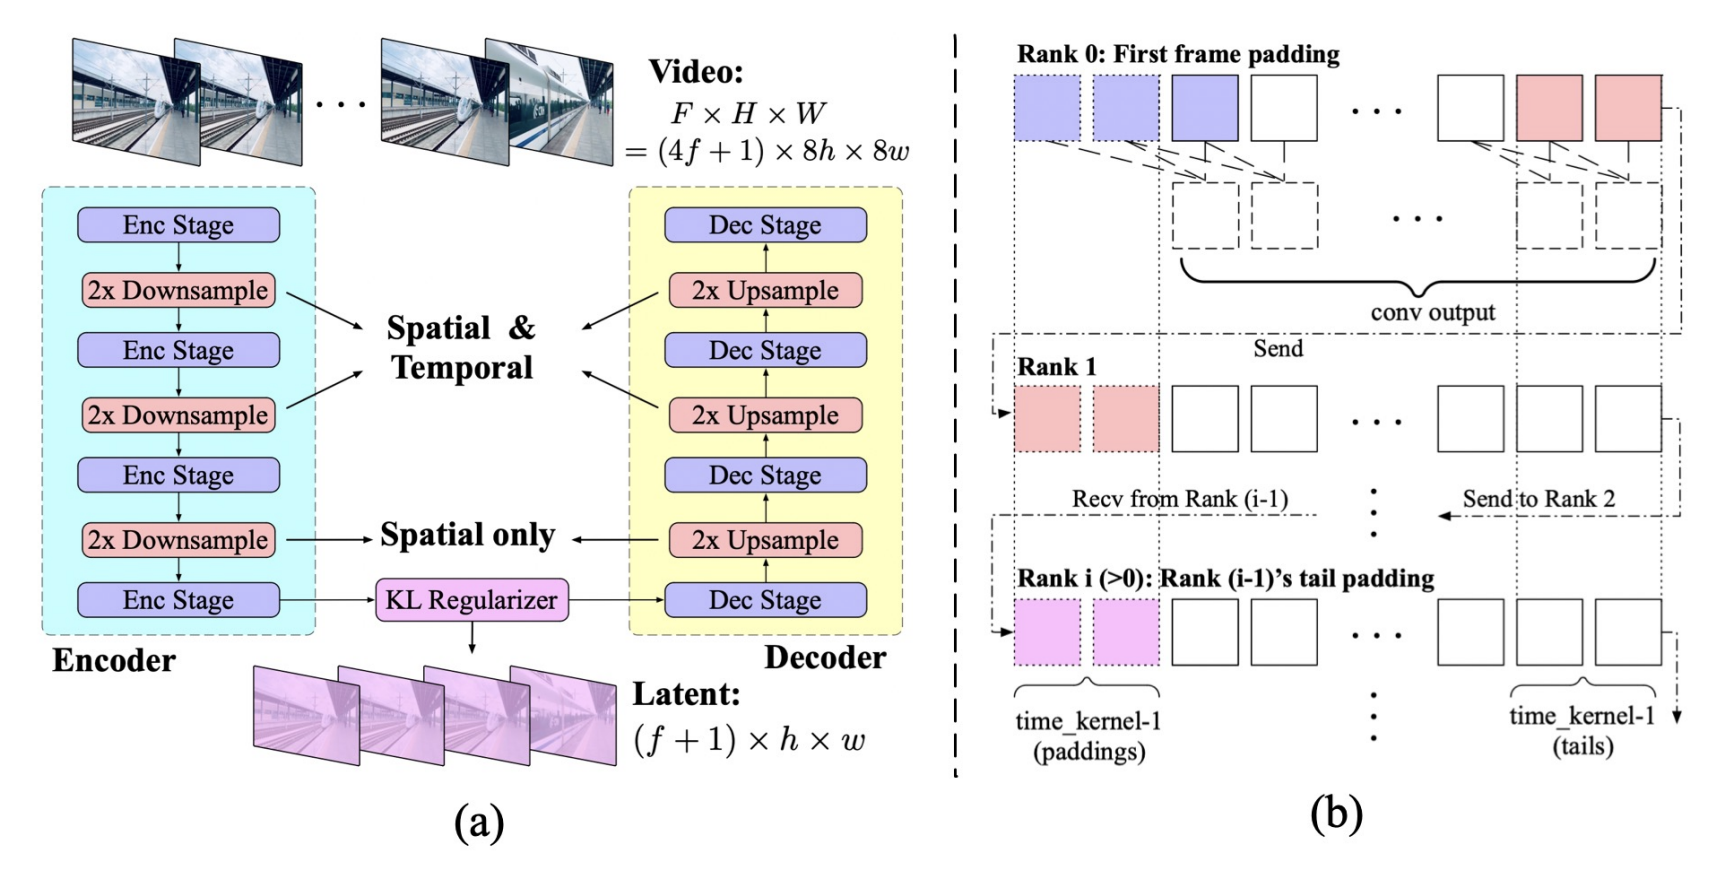 Video:
F × H × W
= (4f + 1) × 8h × 8w
Enc Stage
2x Downsample
Enc Stage
2x Downsample
Enc Stage
2x Downsample
Enc Stage
Encoder
Spatial &
Temporal
Spatial only
KL Regularizer
Dec Stage
2x Upsample
Dec Stage
2x Upsample
Dec Stage
2x Upsample
Dec Stage
Decoder
Latent:
(f + 1) × h × w
(a)
Rank 0: First frame padding
conv output
Send
Rank 1
Recv from Rank (i-1)
Send to Rank 2
Rank i (>0): Rank (i-1)'s tail padding
time_kernel-1
(paddings)
time_kernel-1
(tails)
(b)